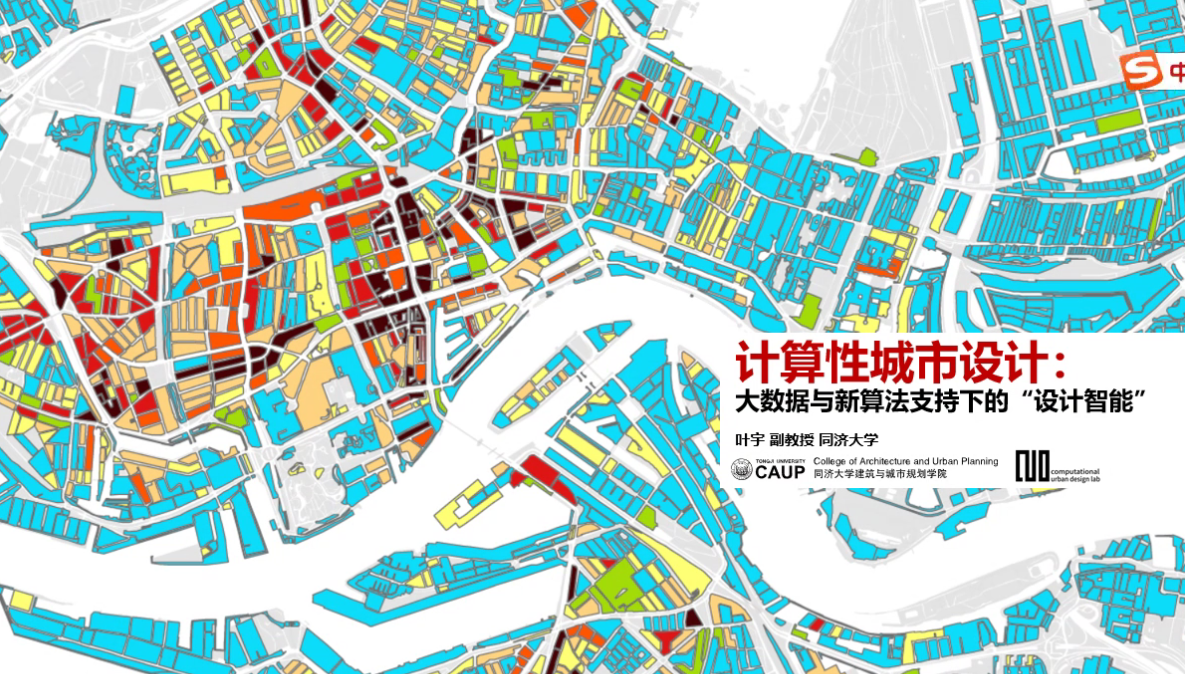 中
计算性城市设计：
大数据与新算法支持下的“设计智能”
叶宇 副教授 同济大学
TONGJI UNIVERSITY
CAUP
College of Architecture and Urban Planning
同济大学建筑与城市规划学院
computational
urban design lab